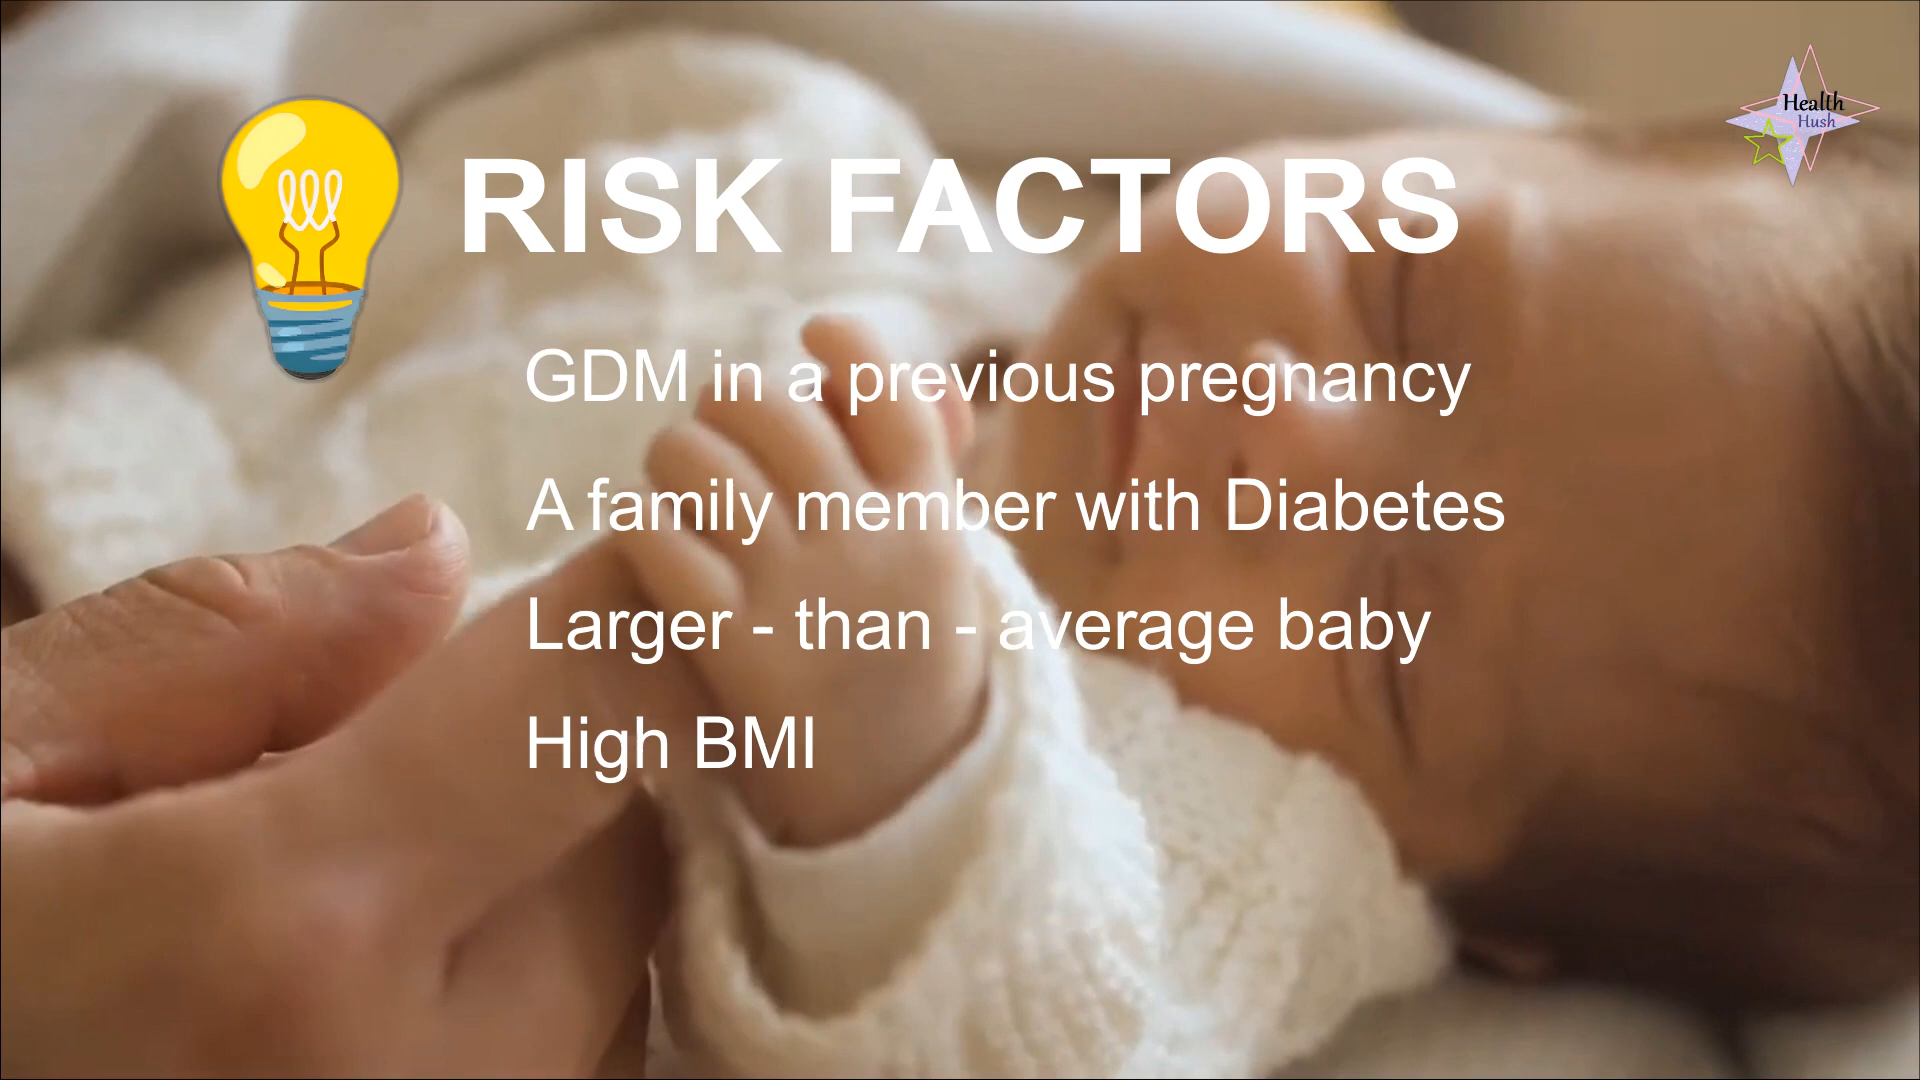 Health
Hush
RISK FACTORS
GDM in a previous pregnancy
A family member with Diabetes
Larger - than - average baby
High BMI